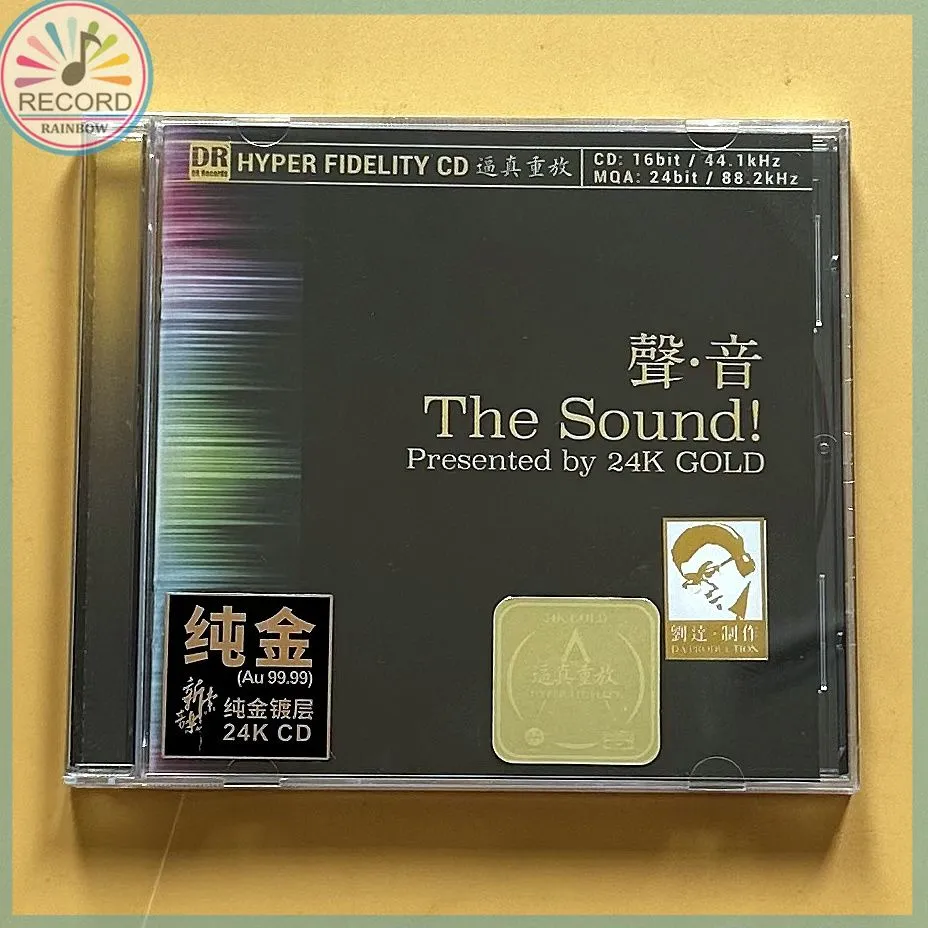 RECORD
RAINBOW
DR
DR Records
HYPER FIDELITY CD 逼真重放
CD: 16bit / 44.1kHz
MQA: 24bit / 88.2kHz
聲·音
The Sound!
Presented by 24K GOLD
劉達·制作
DA PRODUCTION
纯金
(Au 99.99)
纯金镀层
24K CD
24K GOLD
逼真重放
HYPER FIDELITY